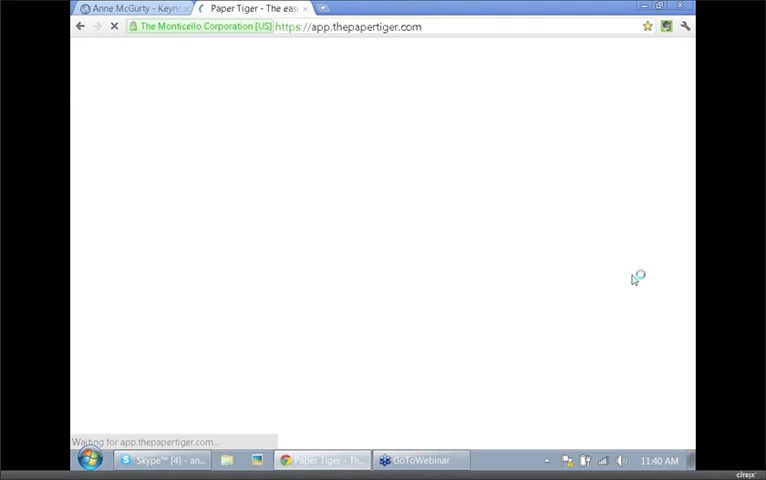 Anne McGurty - Keyno
Paper Tiger - The eas
The Monticello Corporation [US] https://app.thepapertiger.com
Waiting for app.thepapertiger.com...
Skype™ [4] - an...
Paper Tiger - Th...
GoToWebinar
11:40 AM
citrix